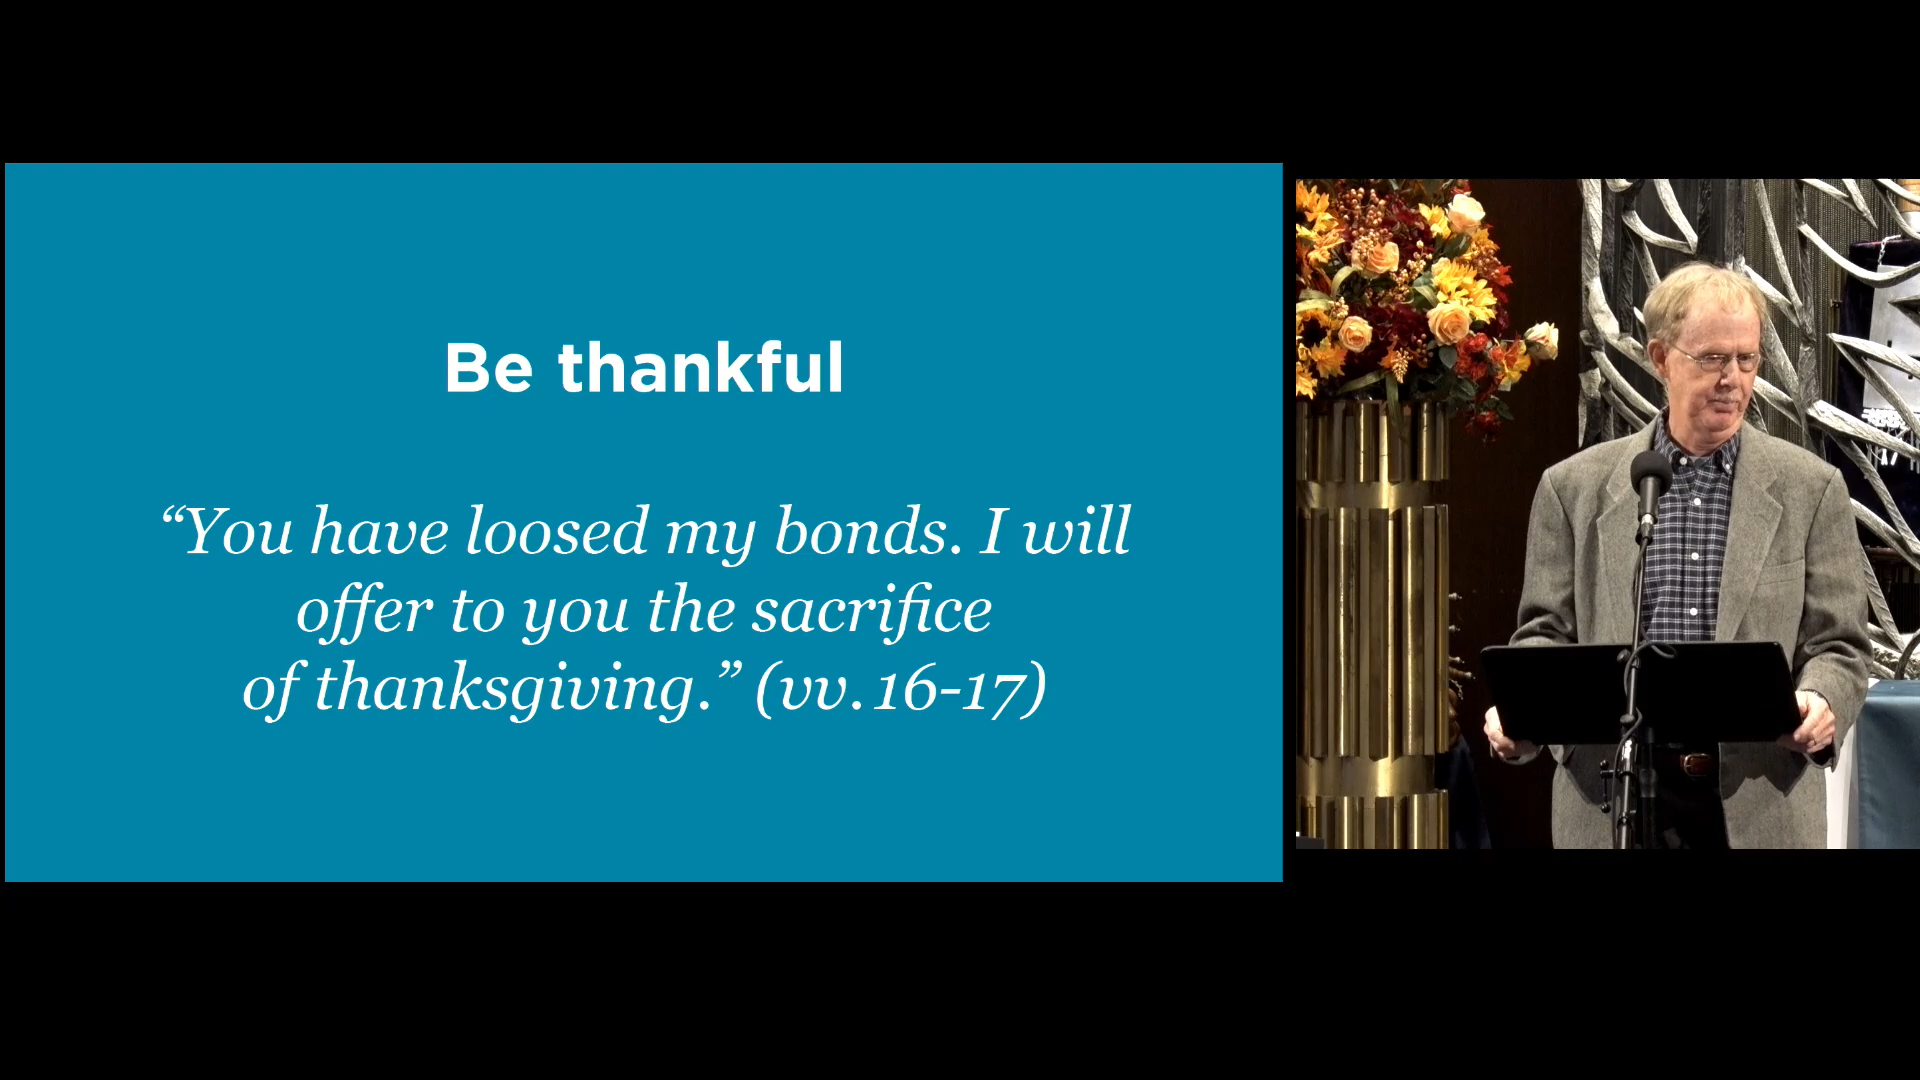 Be thankful
“You have loosed my bonds. I will
offer to you the sacrifice
of thanksgiving.” (vv. 16-17)